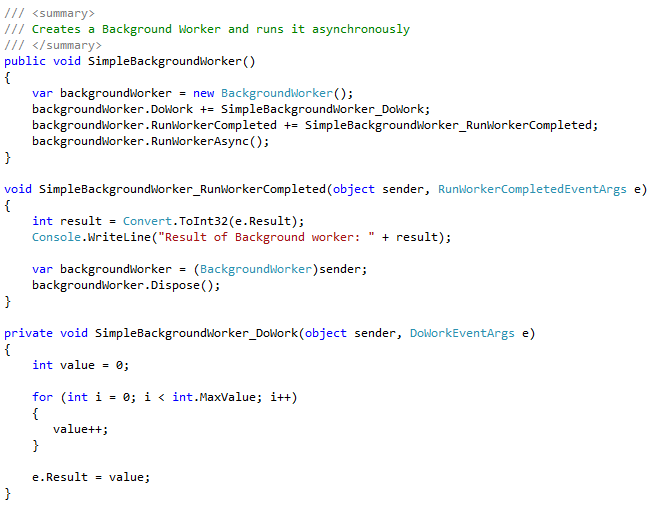 /// <summary>
/// Creates a Background Worker and runs it asynchronously
/// </summary>
public void SimpleBackgroundWorker()
{
    var backgroundWorker = new BackgroundWorker();
    backgroundWorker.DoWork += SimpleBackgroundWorker_DoWork;
    backgroundWorker.RunWorkerCompleted += SimpleBackgroundWorker_RunWorkerCompleted;
    backgroundWorker.RunWorkerAsync();
}

void SimpleBackgroundWorker_RunWorkerCompleted(object sender, RunWorkerCompletedEventArgs e)
{
    int result = Convert.ToInt32(e.Result);
    Console.WriteLine("Result of Background worker: " + result);

    var backgroundWorker = (BackgroundWorker)sender;
    backgroundWorker.Dispose();
}

private void SimpleBackgroundWorker_DoWork(object sender, DoWorkEventArgs e)
{
    int value = 0;

    for (int i = 0; i < int.MaxValue; i++)
    {
       value++;
    }

    e.Result = value;
}